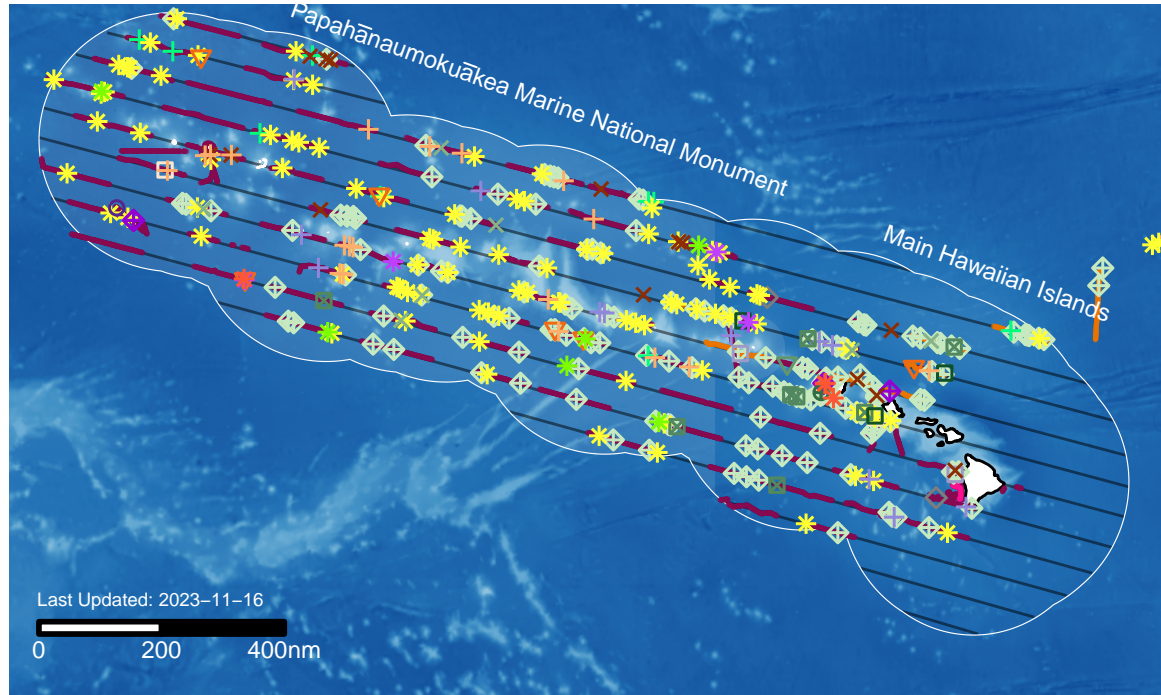 Papahānaumokuākea Marine National Monument
Main Hawaiian Islands
Last Updated: 2023–11–16
0 200 400nm